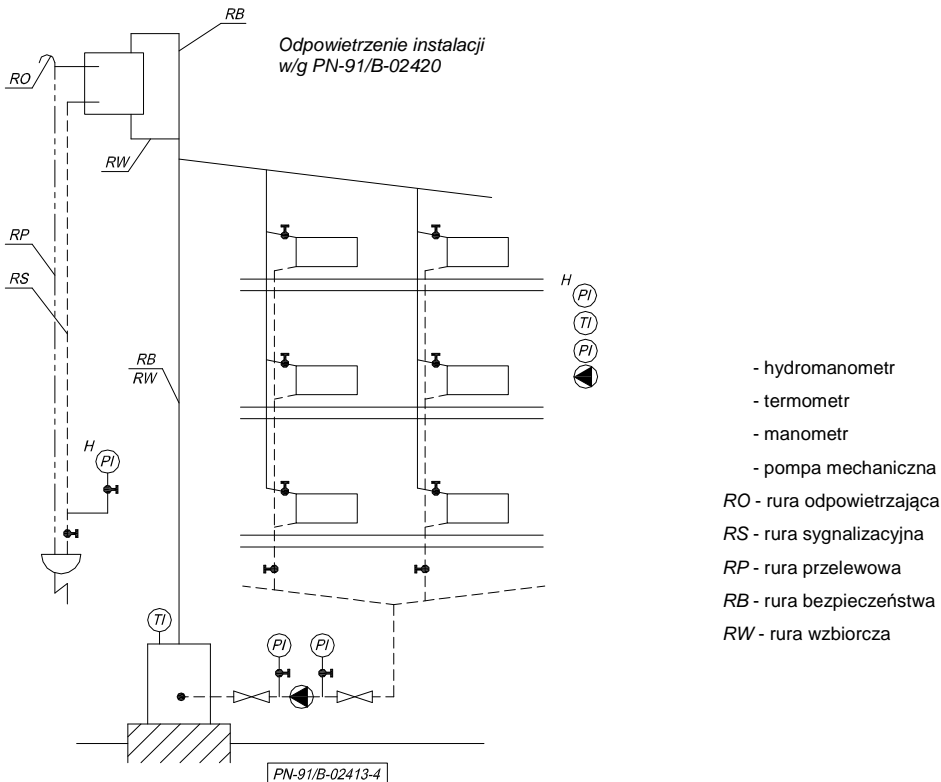 RB
Odpowietrzenie instalacji
w/g PN-91/B-02420
RO
RW
RP
RS
H
PI
TI
PI
RB
RW
H
PI
- hydromanometr
- termometr
- manometr
- pompa mechaniczna
RO - rura odpowietrzająca
RS - rura sygnalizacyjna
RP - rura przelewowa
RB - rura bezpieczeństwa
RW - rura wzbiorcza
TI
PI PI
PN-91/B-02413-4